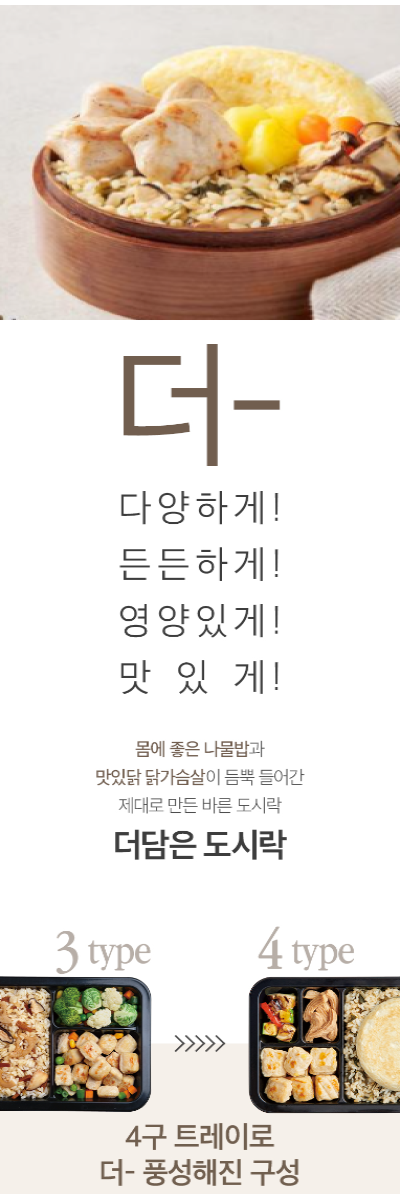 더-
다양하게!
든든하게!
영양있게!
맛 있 게!
몸에 좋은 나물밥과
맛있닭 닭가슴살이 듬뿍 들어간
제대로 만든 바른 도시락
더담은 도시락
3 type
4 type
4구 트레이로
더- 풍성해진 구성